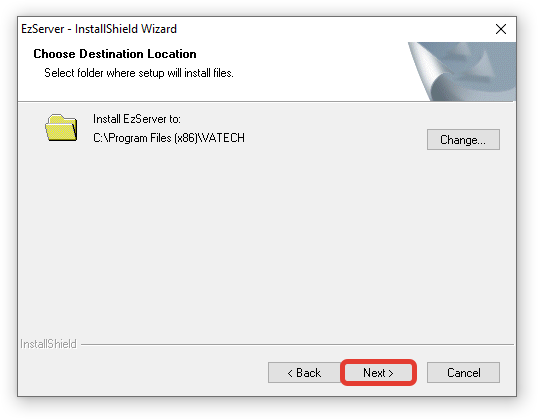 EzServer - InstallShield Wizard
Choose Destination Location
Select folder where setup will install files.
Install EzServer to:
C:\Program Files (x86)\VATECH
Change...
InstallShield
< Back
Next >
Cancel